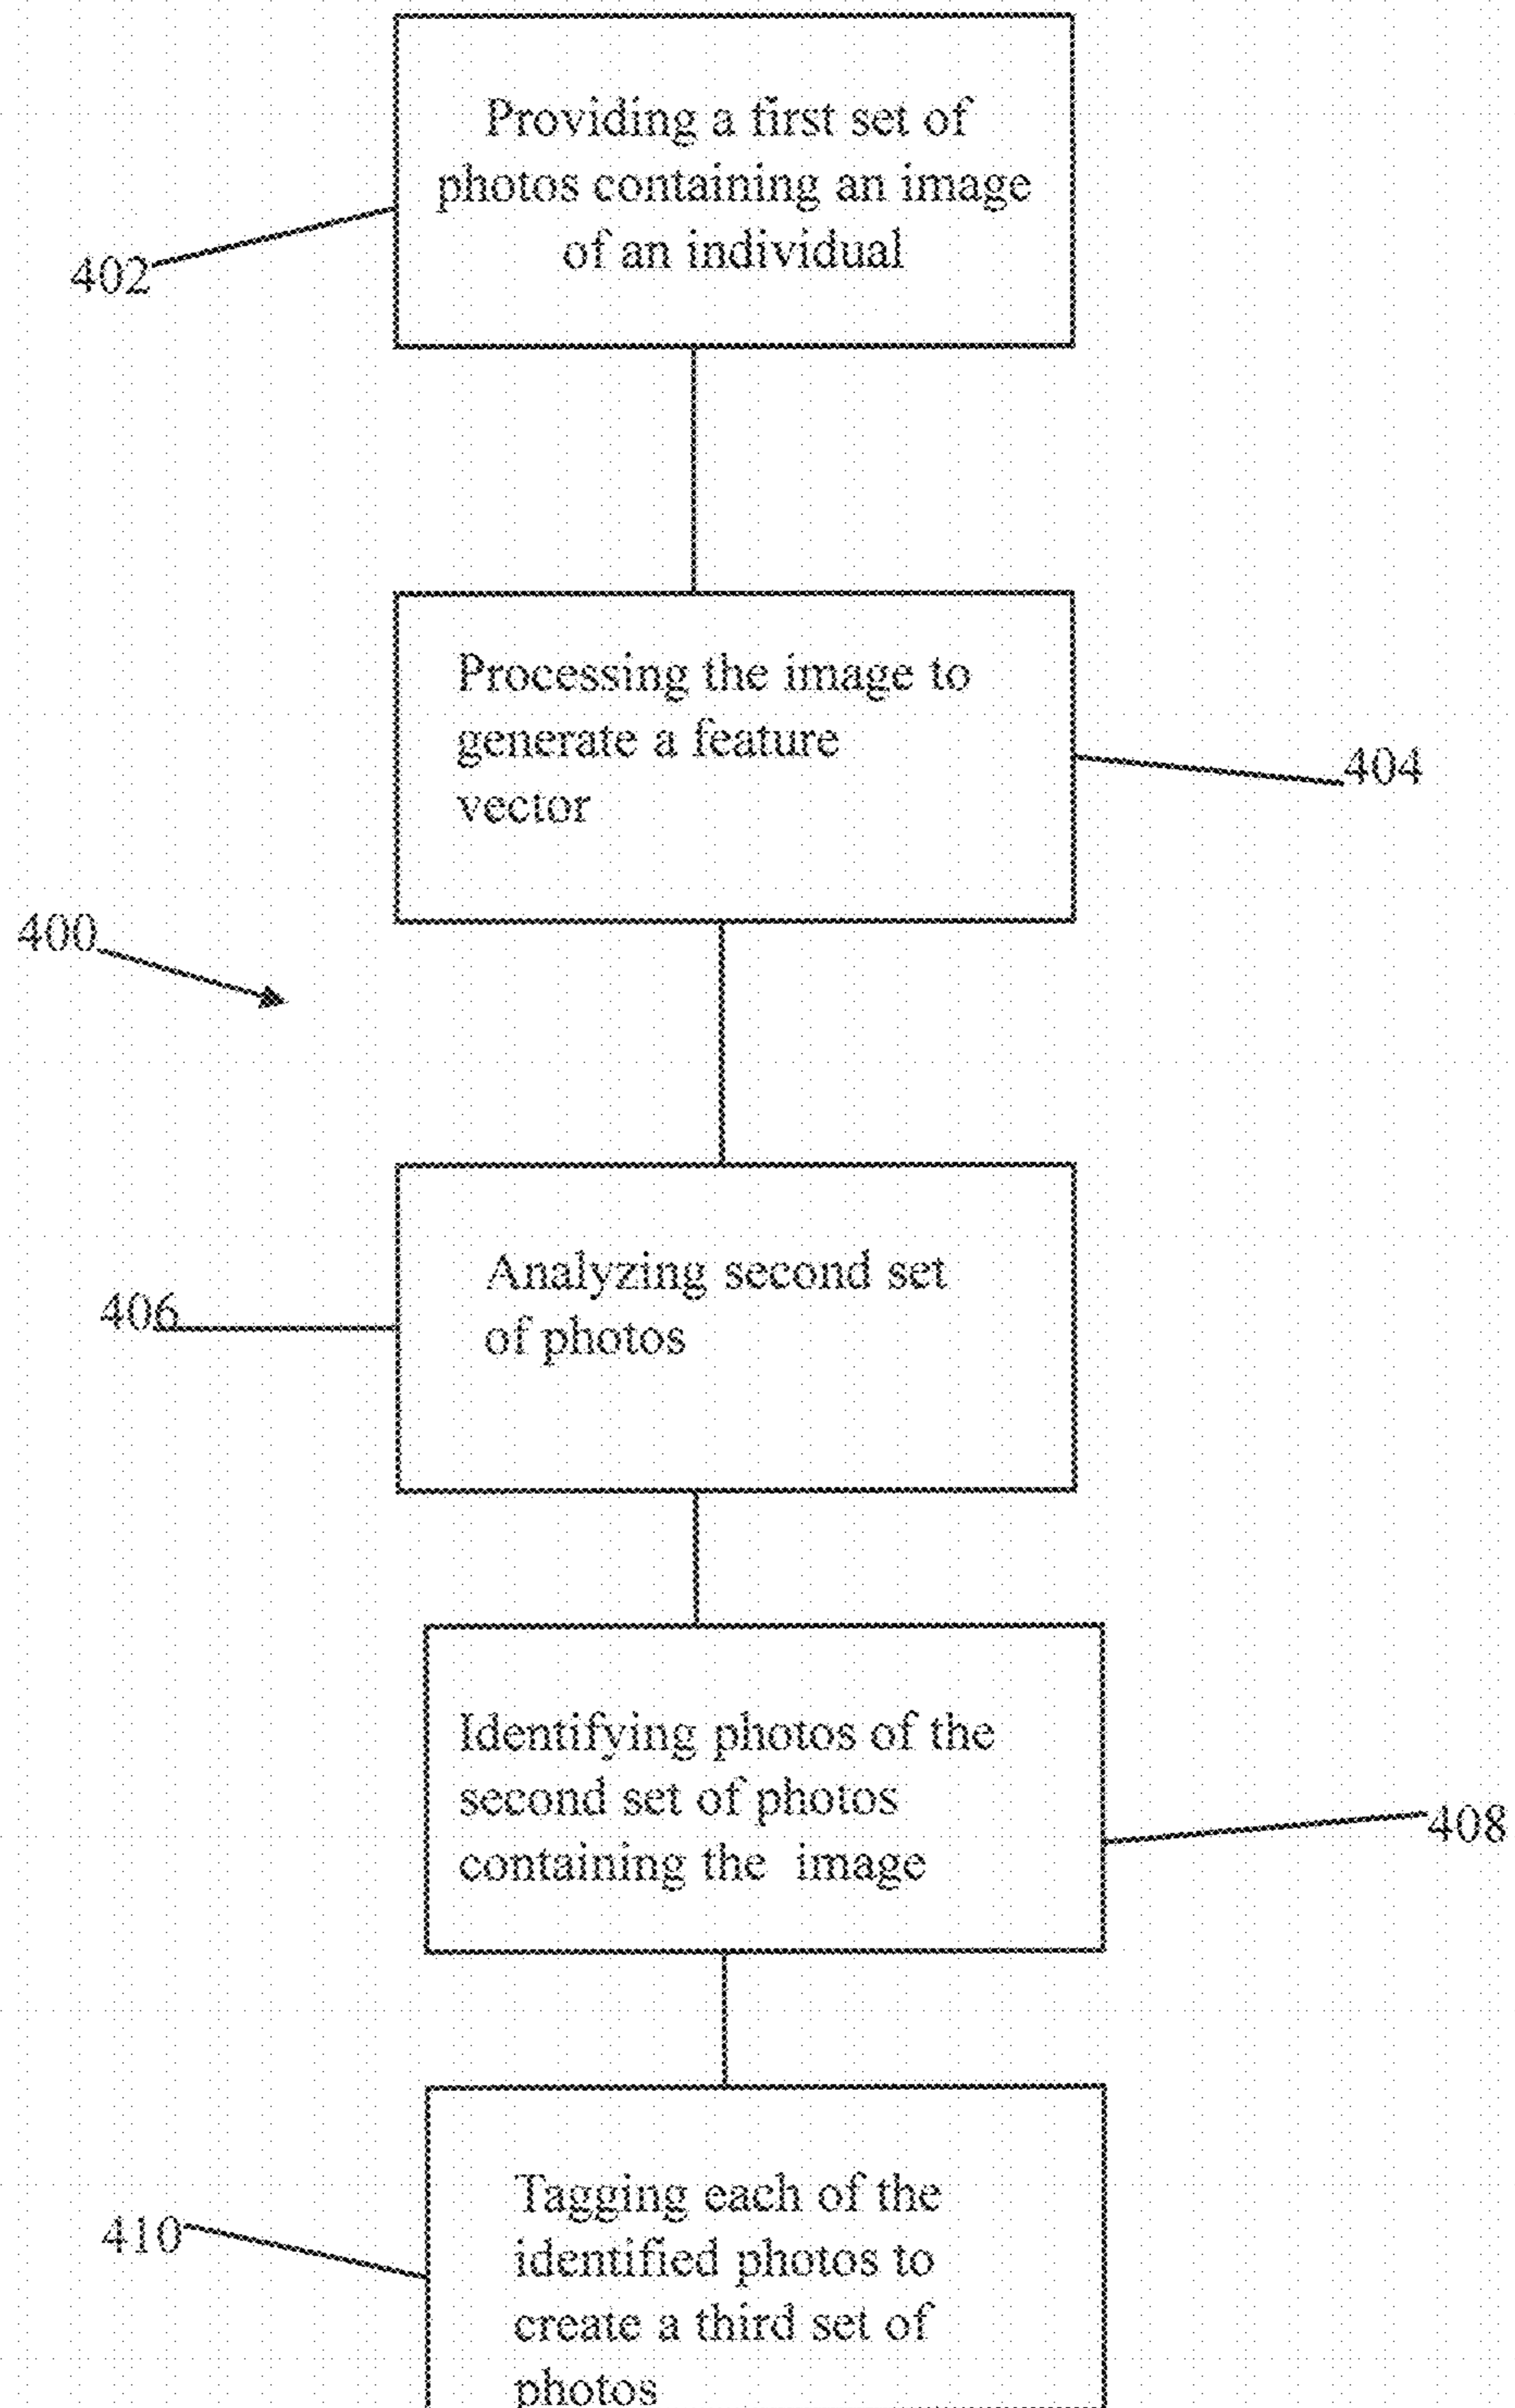 Providing a first set of
photos containing an image
of an individual
402
Processing the image to
generate a feature
vector
404
400
Analyzing second set
of photos
406
Identifying photos of the
second set of photos
containing the image
408
Tagging each of the
identified photos to
create a third set of
photos
410